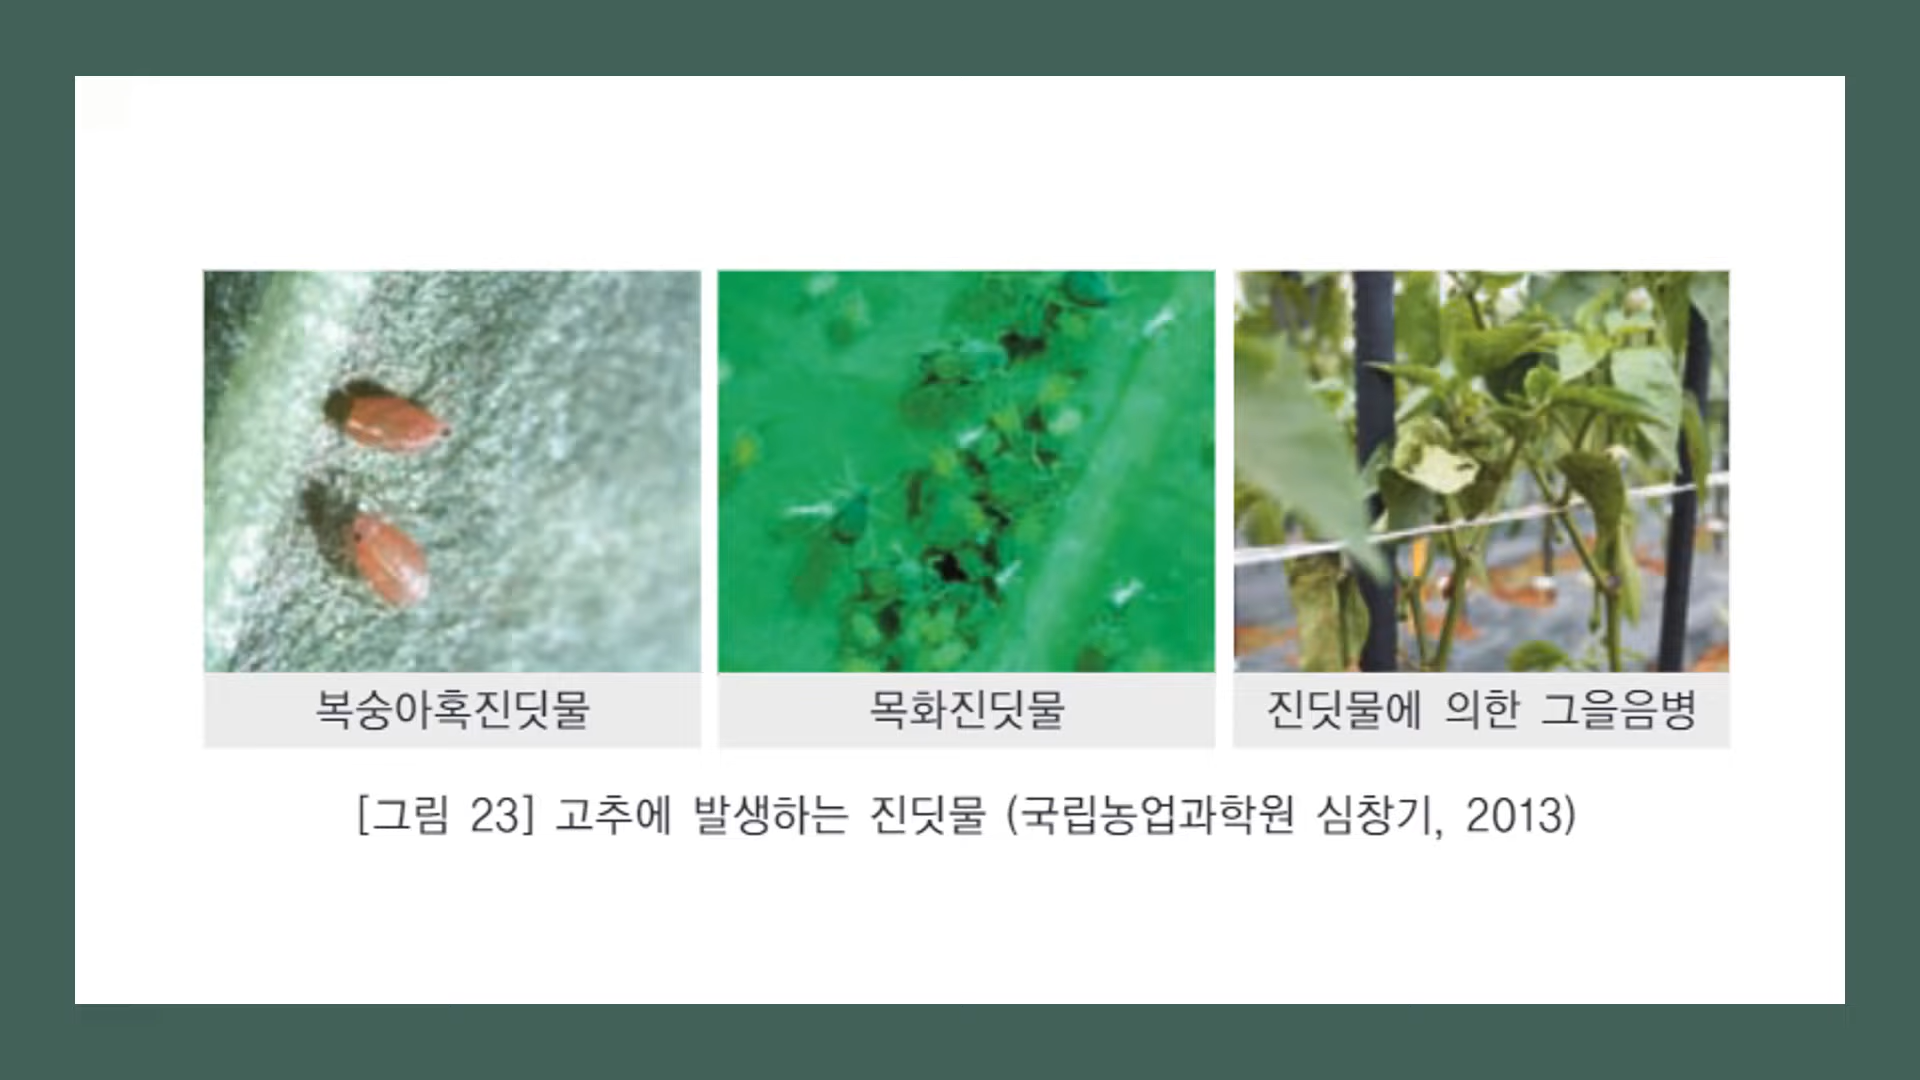 복숭아혹진딧물
목화진딧물
진딧물에 의한 그을음병
[그림 23] 고추에 발생하는 진딧물 (국립농업과학원 심창기, 2013)